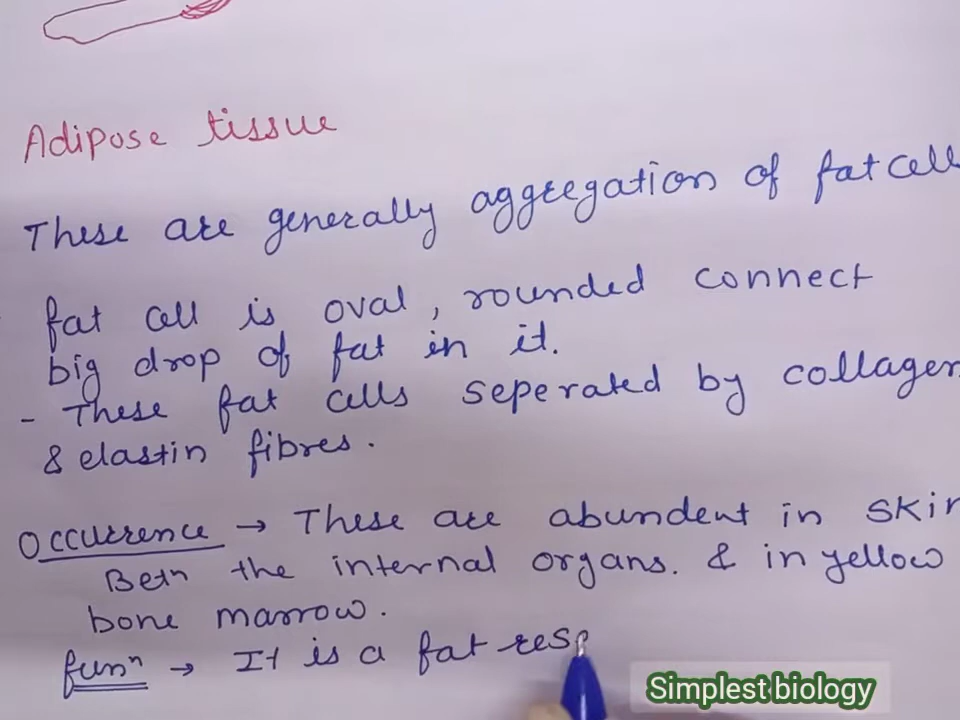 Adipose tissue
These are generally aggregation of fat cell
fat cell is oval, rounded connect
big drop of fat in it.
- These fat cells seperated by collagen
& elastin fibres.
Occurrence → These are abundent in skin
Betn the internal organs. & in yellow
bone marrow.
funn → It is a fat resp
Simplest biology